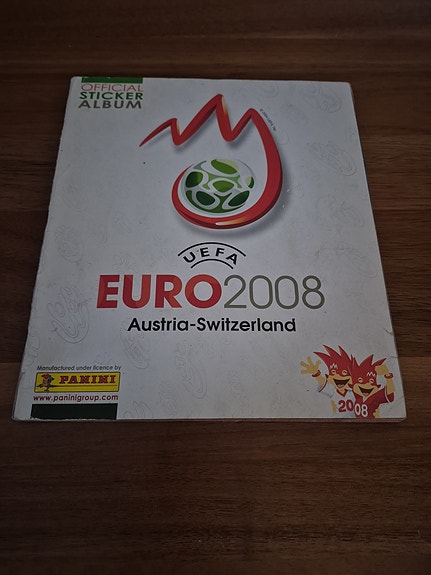 OFFICIAL
STICKER
ALBUM
UEFA
EURO2008
Austria-Switzerland
Manufactured under licence by
PANINI
www.paninigroup.com
2008